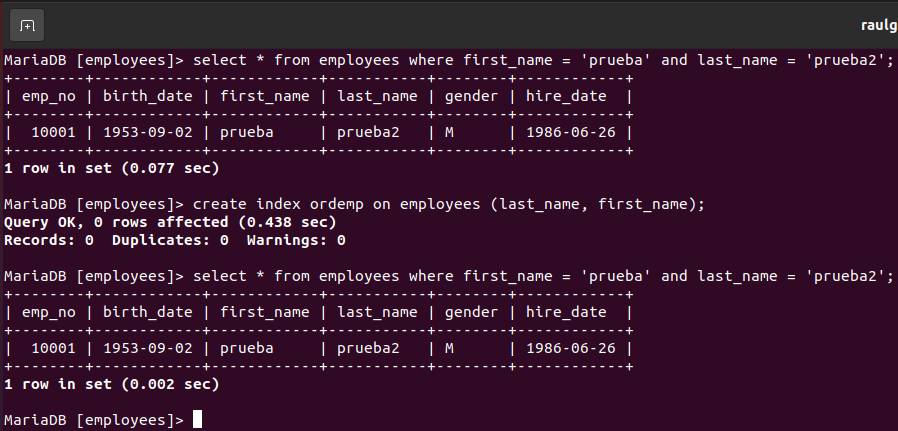 raulg
MariaDB [employees]> select * from employees where first_name = 'prueba' and last_name = 'prueba2';
+--------+------------+------------+-----------+--------+------------+
| emp_no | birth_date | first_name | last_name | gender | hire_date  |
+--------+------------+------------+-----------+--------+------------+
|  10001 | 1953-09-02 | prueba     | prueba2   | M      | 1986-06-26 |
+--------+------------+------------+-----------+--------+------------+
1 row in set (0.077 sec)
MariaDB [employees]> create index ordemp on employees (last_name, first_name);
Query OK, 0 rows affected (0.438 sec)
Records: 0  Duplicates: 0  Warnings: 0
MariaDB [employees]> select * from employees where first_name = 'prueba' and last_name = 'prueba2';
+--------+------------+------------+-----------+--------+------------+
| emp_no | birth_date | first_name | last_name | gender | hire_date  |
+--------+------------+------------+-----------+--------+------------+
|  10001 | 1953-09-02 | prueba     | prueba2   | M      | 1986-06-26 |
+--------+------------+------------+-----------+--------+------------+
1 row in set (0.002 sec)
MariaDB [employees]>